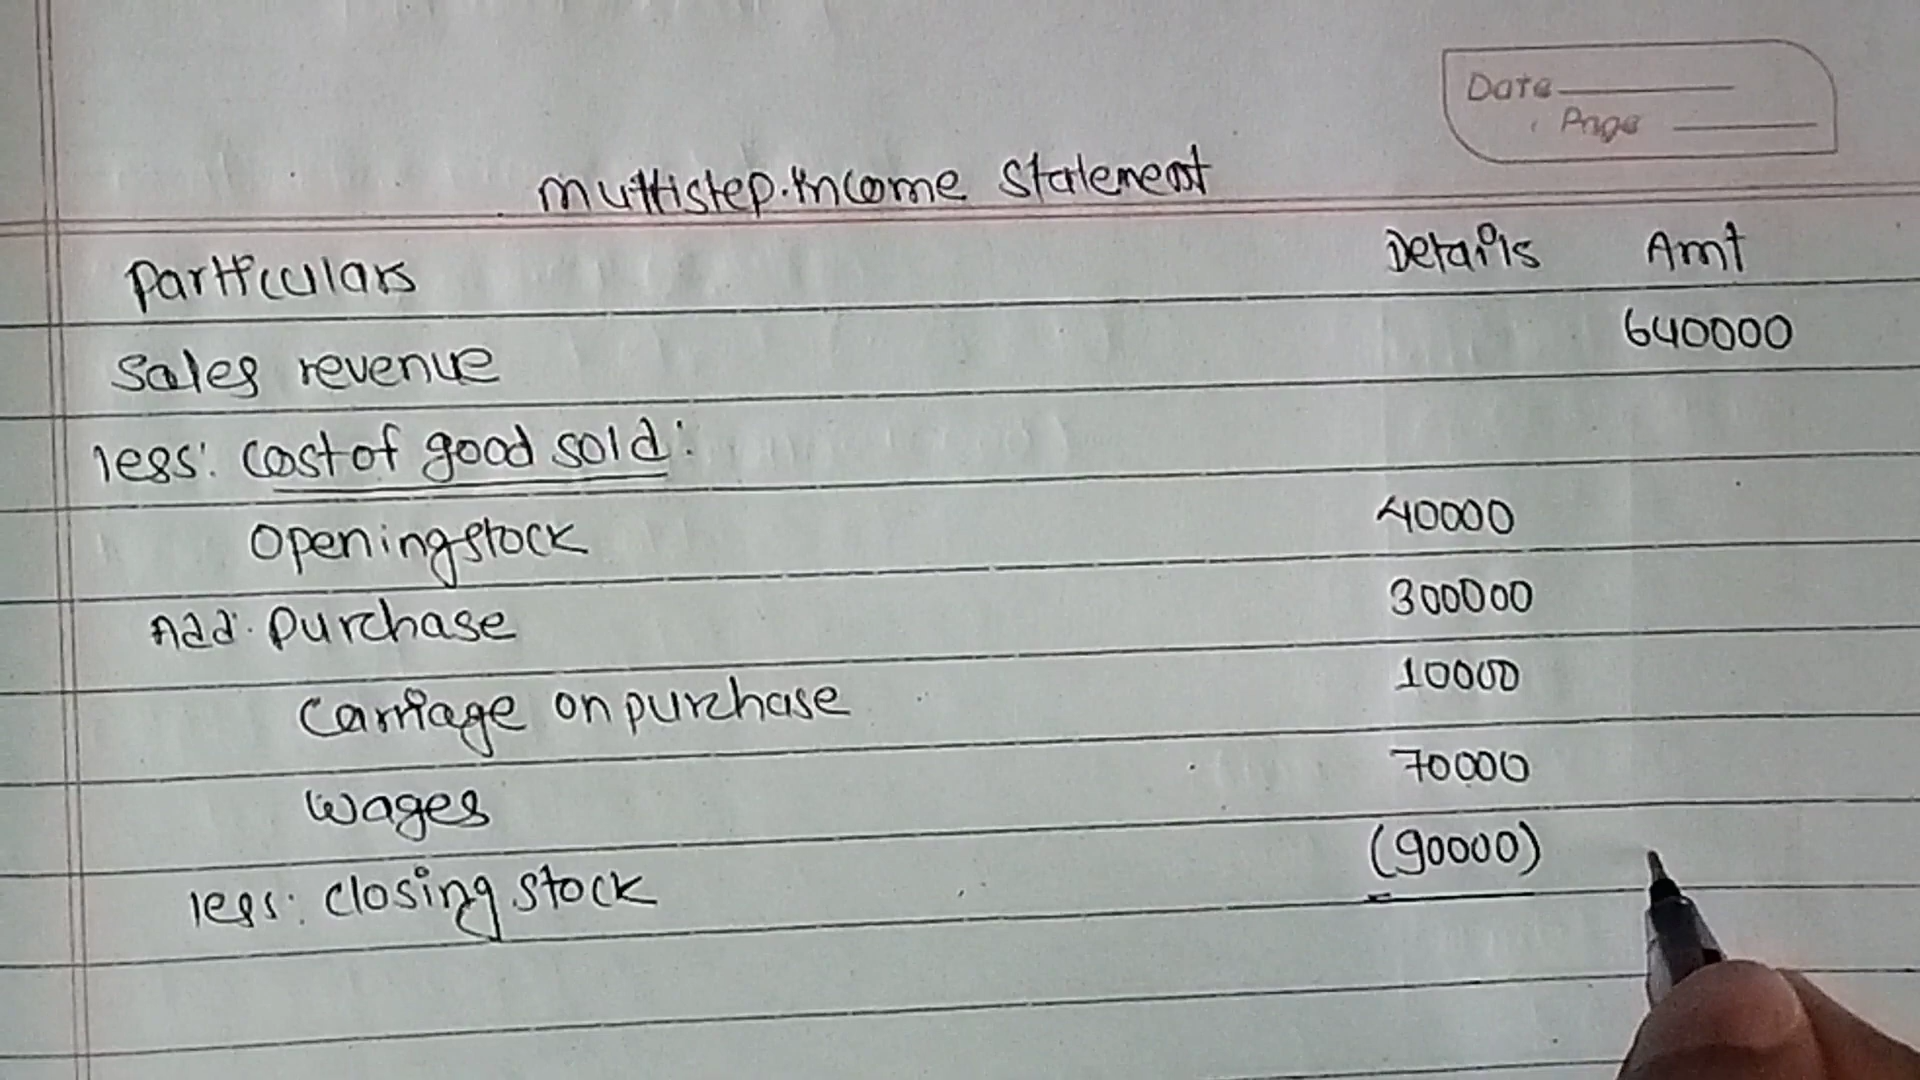 Date
Page
Multistep Income Statement
Particulars Details Amt
Sales revenue 640000
less: Cost of good sold:
Opening stock 40000
Add: Purchase 300000
Carriage on purchase 10000
Wages 70000
less: Closing stock (90000)